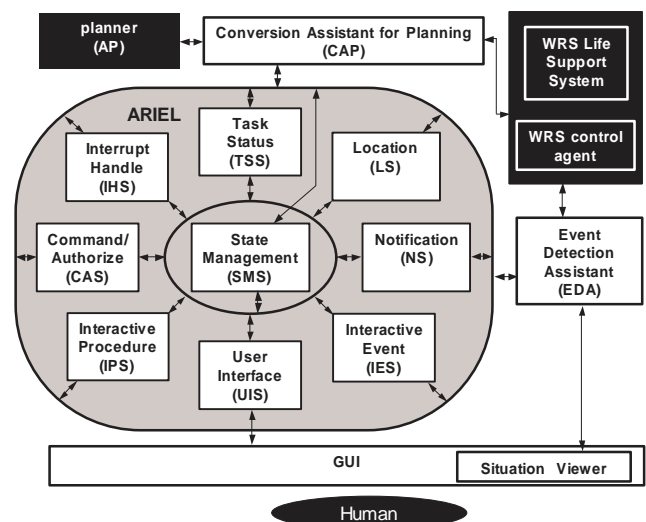 planner
(AP)
Conversion Assistant for Planning
(CAP)
WRS Life
Support
System
WRS control
agent
ARIEL
Task
Status
(TSS)
Interrupt
Handle
(IHS)
Location
(LS)
Command/
Authorize
(CAS)
State
Management
(SMS)
Notification
(NS)
Event
Detection
Assistant
(EDA)
Interactive
Procedure
(IPS)
User
Interface
(UIS)
Interactive
Event
(IES)
GUI
Situation Viewer
Human